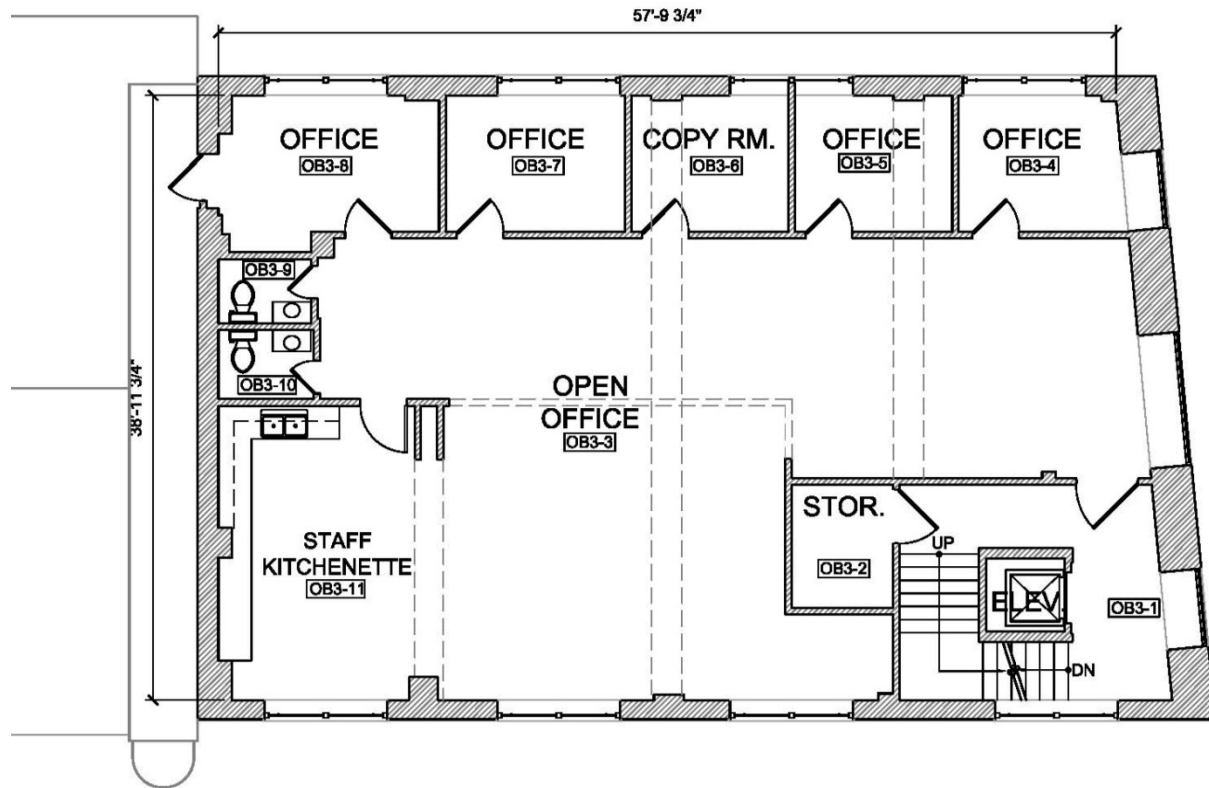 57'-9 3/4"
OFFICE
OB3-8
OFFICE
OB3-7
COPY RM.
OB3-6
OFFICE
OB3-5
OFFICE
OB3-4
OB3-9
38'-11 3/4"
OB3-10
OPEN
OFFICE
OB3-3
STOR.
OB3-2
UP
STAFF
KITCHENETTE
OB3-11
ELEV.
OB3-1
DN